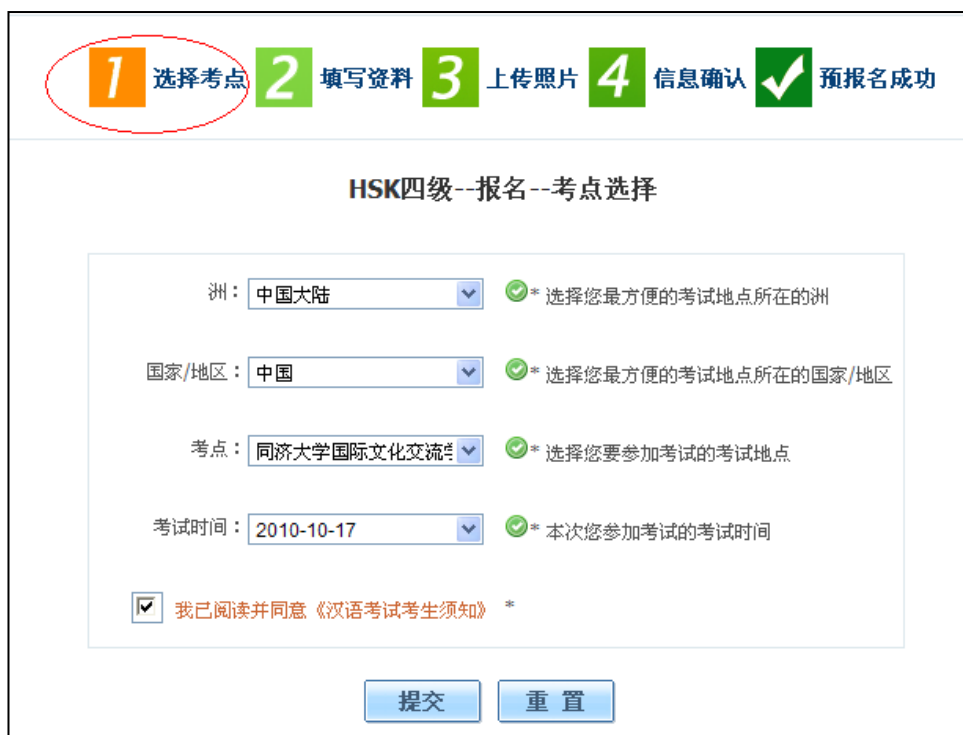 1 选择考点 2 填写资料 3 上传照片 4 信息确认 预报名成功
HSK四级--报名--考点选择
洲： 中国大陆 * 选择您最方便的考试地点所在的洲
国家/地区： 中国 * 选择您最方便的考试地点所在的国家/地区
考点： 同济大学国际文化交流 * 选择您要参加考试的考试地点
考试时间： 2010-10-17 * 本次您参加考试的考试时间
我已阅读并同意《汉语考试考生须知》 *
提交 重 置